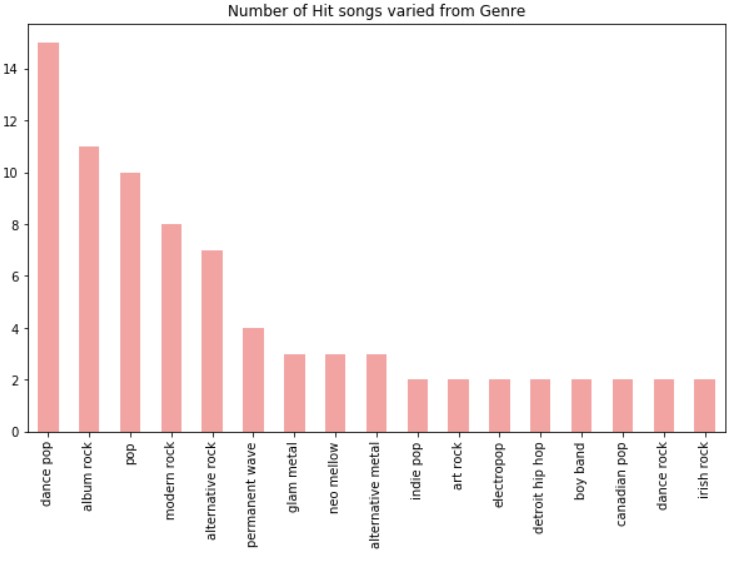 Number of Hit songs varied from Genre
14
12
10
8
6
4
2
0
dance pop
album rock
pop
modern rock
alternative rock
permanent wave
glam metal
neo mellow
alternative metal
indie pop
art rock
electropop
detroit hip hop
boy band
canadian pop
dance rock
irish rock